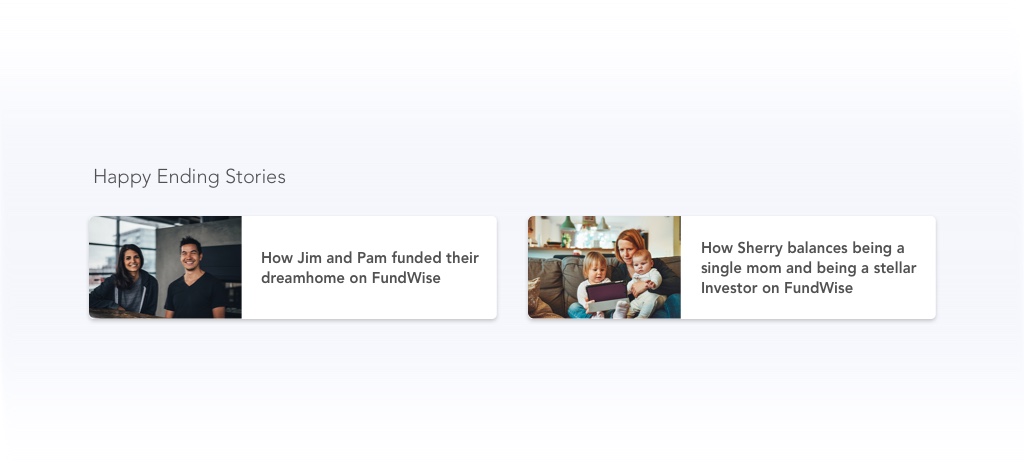 Happy Ending Stories
How Jim and Pam funded their
dreamhome on FundWise
How Sherry balances being a
single mom and being a stellar
Investor on FundWise